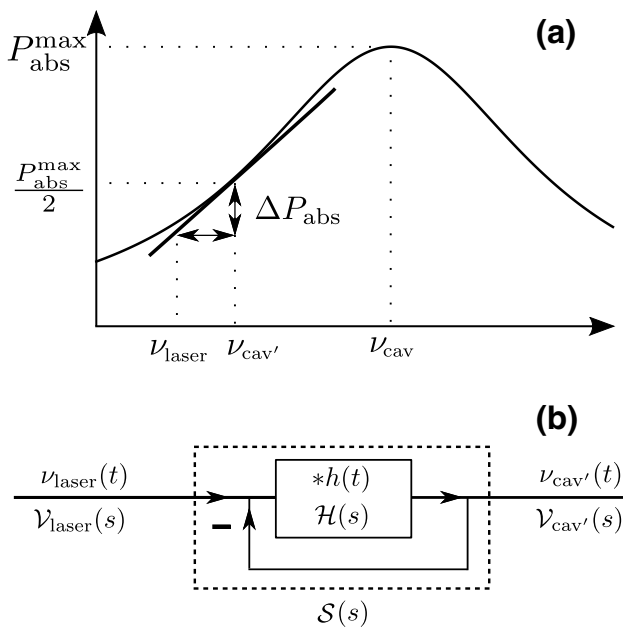 (a)
P_abs^max
P_abs^max / 2
ΔP_abs
ν_laser ν_cav′ ν_cav
(b)
ν_laser(t) *h(t) ν_cav′(t)
𝒱_laser(s) – ℋ(s) 𝒱_cav′(s)
𝒮(s)